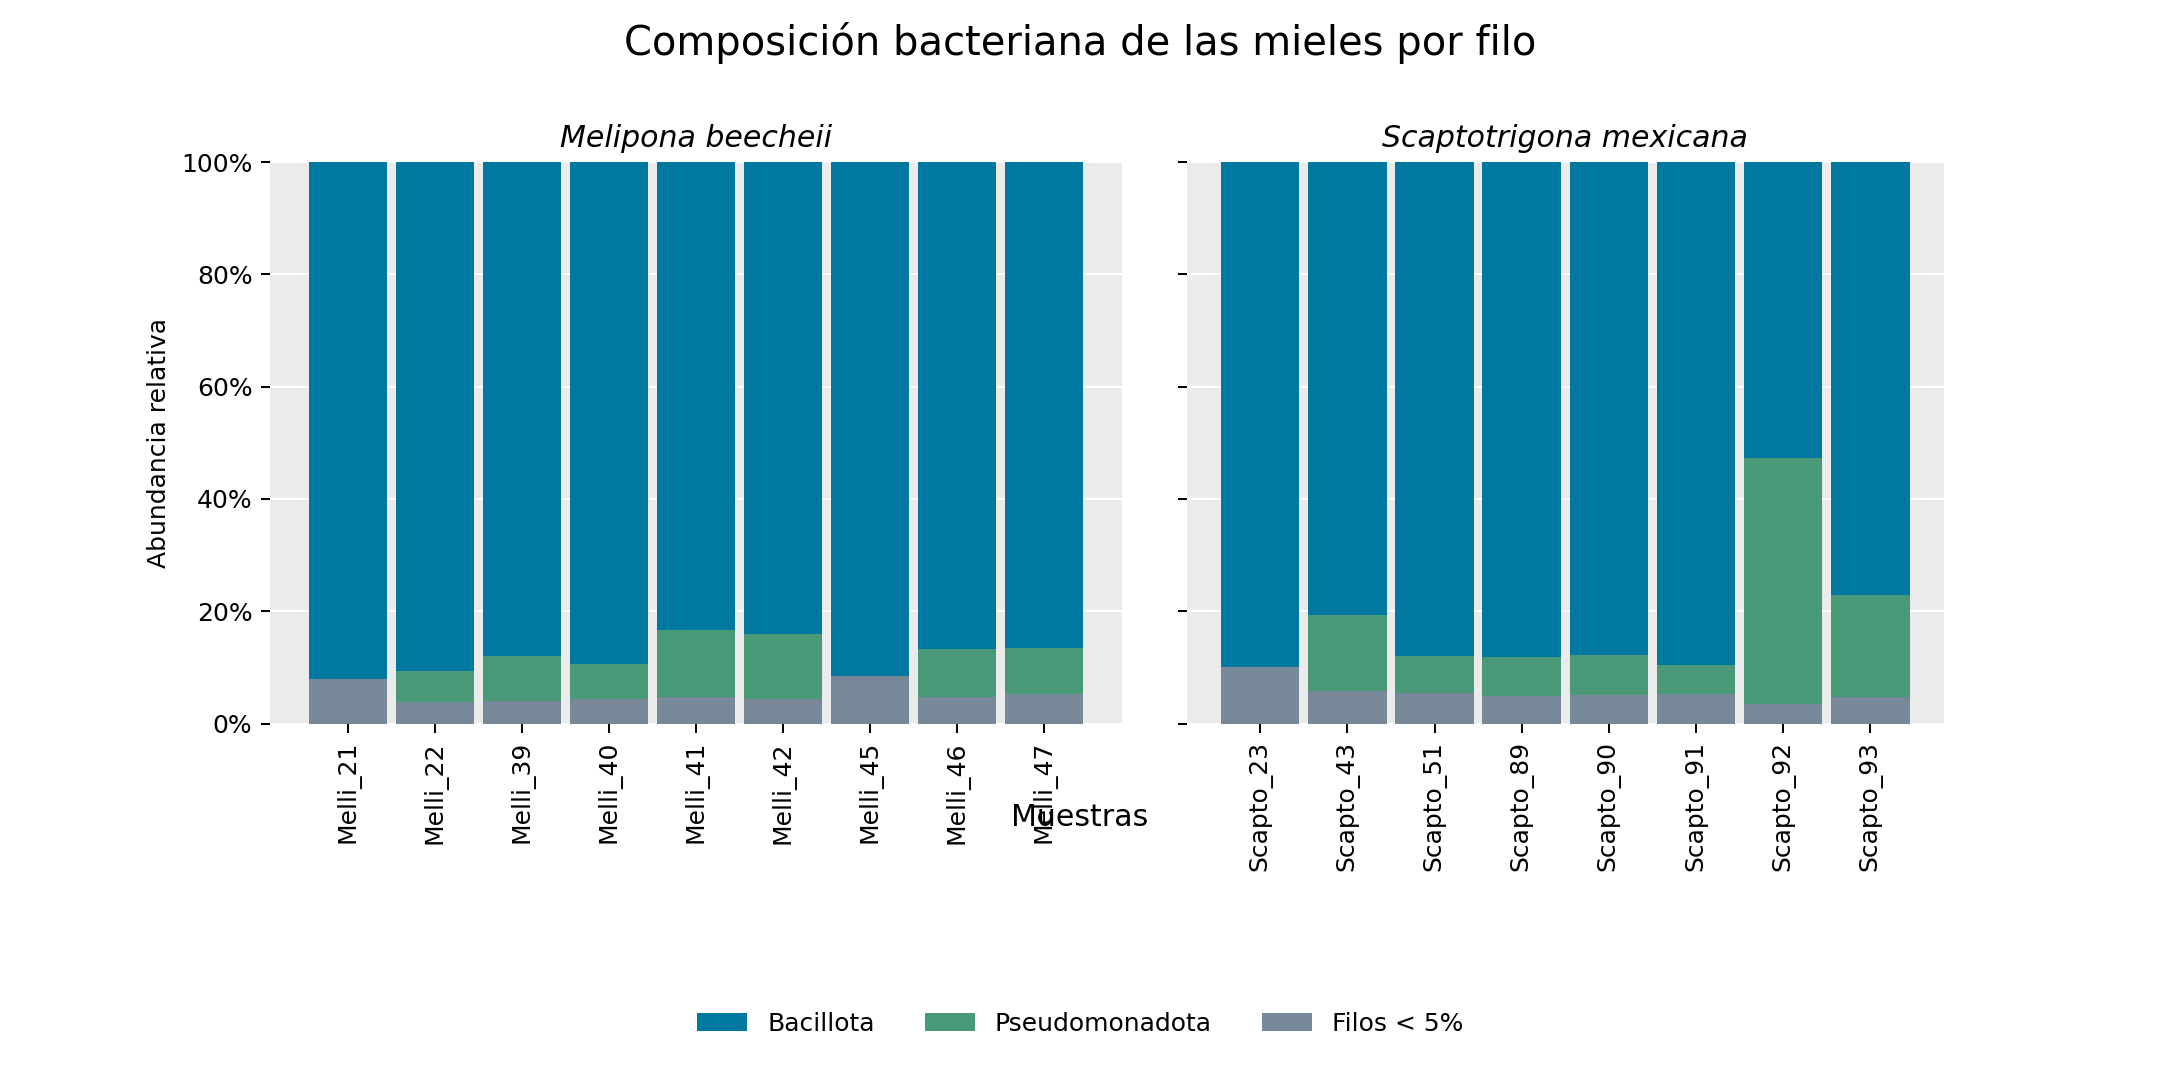 Composición bacteriana de las mieles por filo
Melipona beecheii
Scaptotrigona mexicana
Abundancia relativa
100%
80%
60%
40%
20%
0%
Melli_21
Melli_22
Melli_39
Melli_40
Melli_41
Melli_42
Melli_45
Melli_46
Melli_47
Scapto_23
Scapto_43
Scapto_51
Scapto_89
Scapto_90
Scapto_91
Scapto_92
Scapto_93
Muestras
Bacillota
Pseudomonadota
Filos < 5%